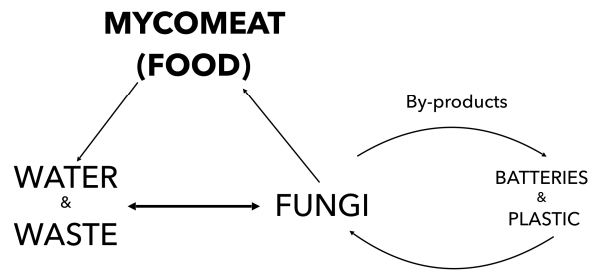 MYCOMEAT
(FOOD)
By-products
WATER
&
WASTE
FUNGI
BATTERIES
&
PLASTIC